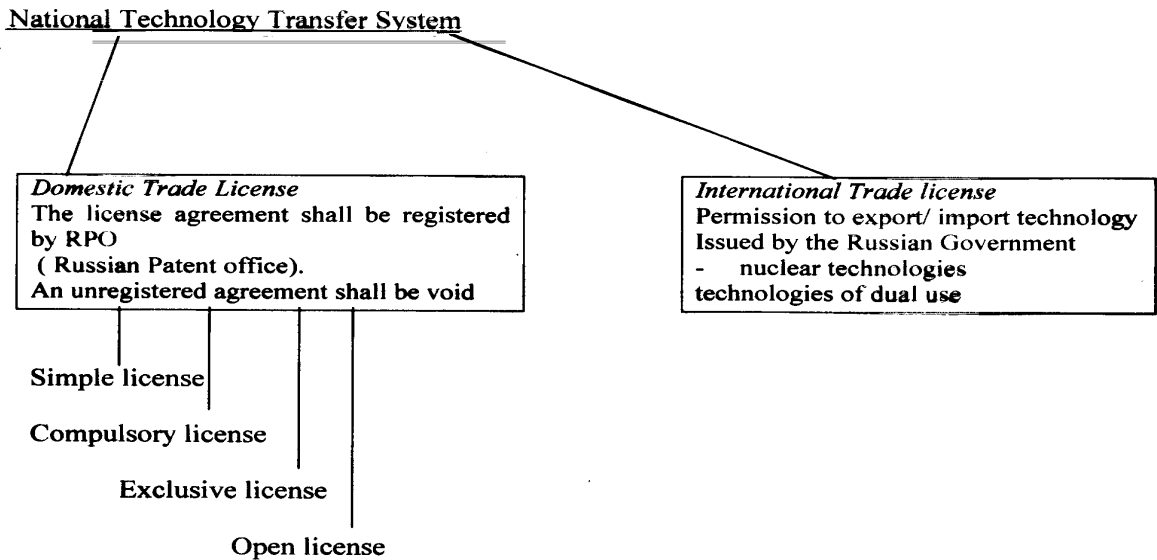 National Technology Transfer System
Domestic Trade License
The license agreement shall be registered
by RPO
( Russian Patent office).
An unregistered agreement shall be void
International Trade license
Permission to export/ import technology
Issued by the Russian Government
- nuclear technologies
technologies of dual use
Simple license
Compulsory license
Exclusive license
Open license